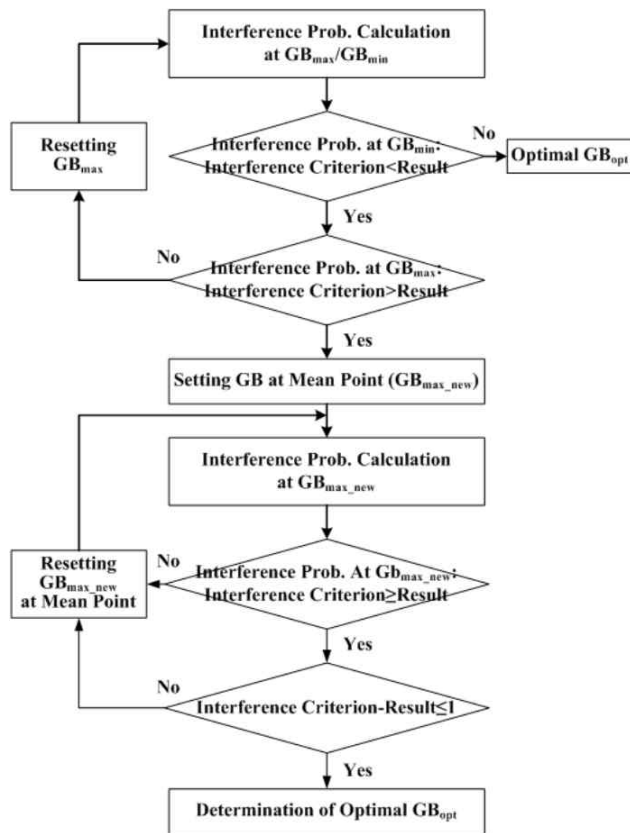 Interference Prob. Calculation
at GBmax/GBmin
Resetting
GBmax
Interference Prob. at GBmin:
Interference Criterion<Result
No
Optimal GBopt
Yes
No
Interference Prob. at GBmax:
Interference Criterion>Result
Yes
Setting GB at Mean Point (GBmax_new)
Interference Prob. Calculation
at GBmax_new
Resetting
GBmax_new
at Mean Point
No
Interference Prob. At Gbmax_new:
Interference Criterion≥Result
Yes
No
Interference Criterion-Result≤1
Yes
Determination of Optimal GBopt